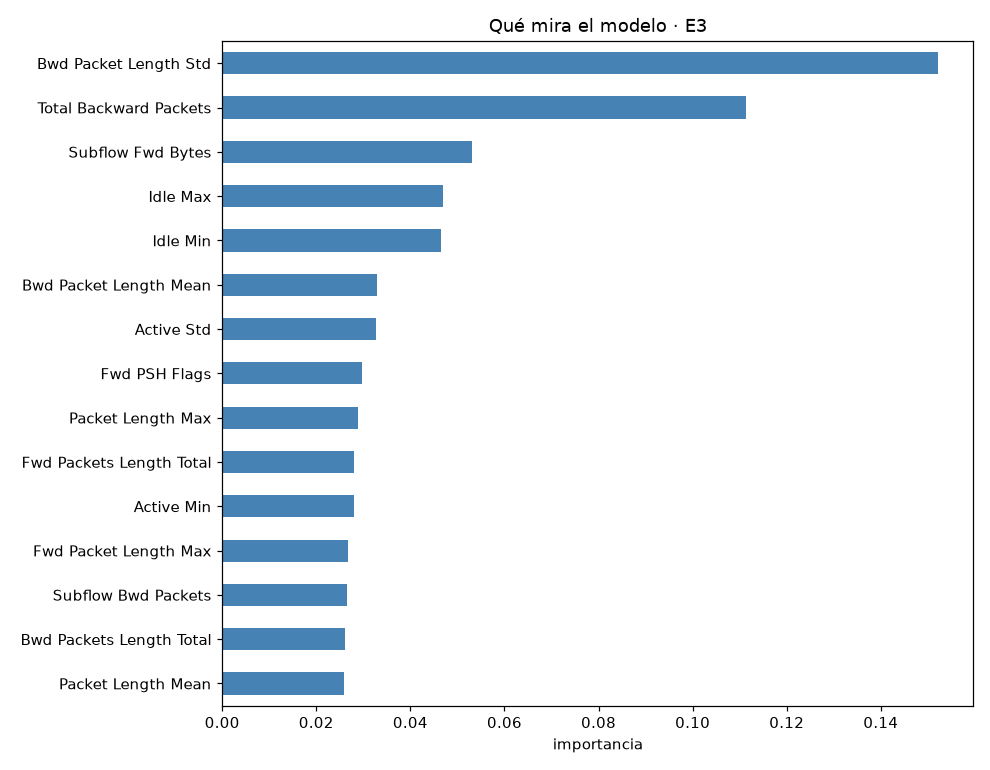 Qué mira el modelo · E3
Bwd Packet Length Std
Total Backward Packets
Subflow Fwd Bytes
Idle Max
Idle Min
Bwd Packet Length Mean
Active Std
Fwd PSH Flags
Packet Length Max
Fwd Packets Length Total
Active Min
Fwd Packet Length Max
Subflow Bwd Packets
Bwd Packets Length Total
Packet Length Mean
0.00 0.02 0.04 0.06 0.08 0.10 0.12 0.14
importancia